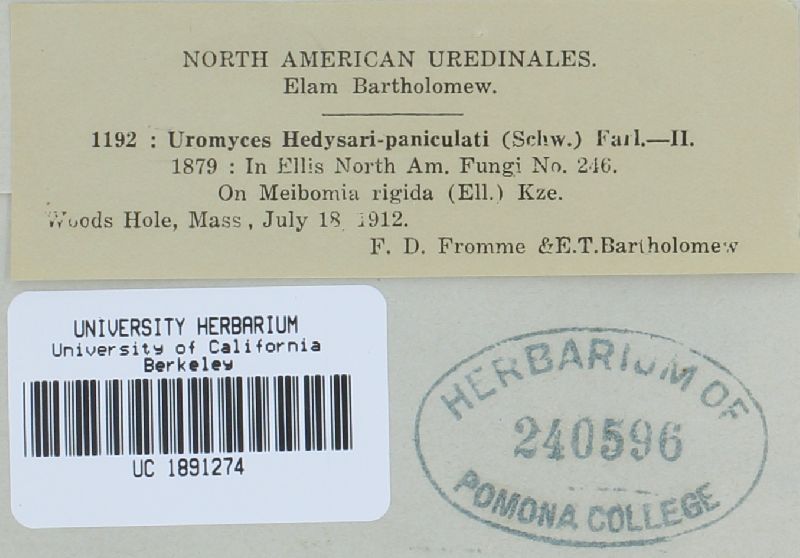 NORTH AMERICAN UREDINALES.
Elam Bartholomew.
1192 : Uromyces Hedysari-paniculati (Schw.) Farl.—II.
1879 : In Ellis North Am. Fungi No. 246.
On Meibomia rigida (Ell.) Kze.
Woods Hole, Mass, July 18 1912.
F. D. Fromme &E.T.Bartholomew
UNIVERSITY HERBARIUM
University of California
Berkeley
UC 1891274
HERBARIUM OF
240596
POMONA COLLEGE